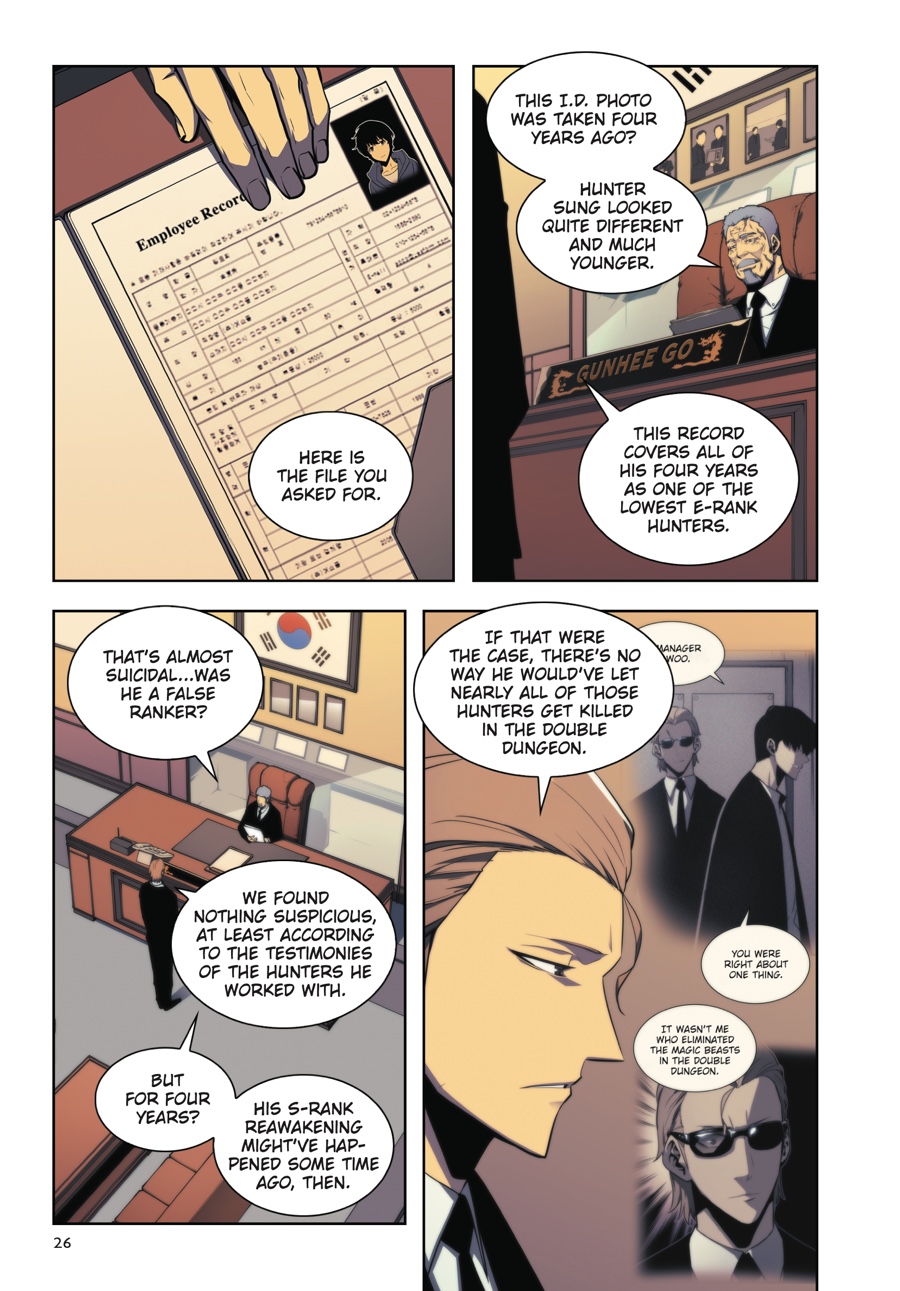 Employee Record
HERE IS
THE FILE YOU
ASKED FOR.
THIS I.D. PHOTO
WAS TAKEN FOUR
YEARS AGO?
HUNTER
SUNG LOOKED
QUITE DIFFERENT
AND MUCH
YOUNGER.
GUNHEE GO
THIS RECORD
COVERS ALL OF
HIS FOUR YEARS
AS ONE OF THE
LOWEST E-RANK
HUNTERS.
THAT'S ALMOST
SUICIDAL...WAS
HE A FALSE
RANKER?
WE FOUND
NOTHING SUSPICIOUS,
AT LEAST ACCORDING
TO THE TESTIMONIES
OF THE HUNTERS HE
WORKED WITH.
BUT
FOR FOUR
YEARS?
HIS S-RANK
REAWAKENING
MIGHT'VE HAP-
PENED SOME TIME
AGO, THEN.
IF THAT WERE
THE CASE, THERE'S NO
WAY HE WOULD'VE LET
NEARLY ALL OF THOSE
HUNTERS GET KILLED
IN THE DOUBLE
DUNGEON.
MANAGER
WOO.
YOU WERE
RIGHT ABOUT
ONE THING.
IT WASN'T ME
WHO ELIMINATED
THE MAGIC BEASTS
IN THE DOUBLE
DUNGEON.
26